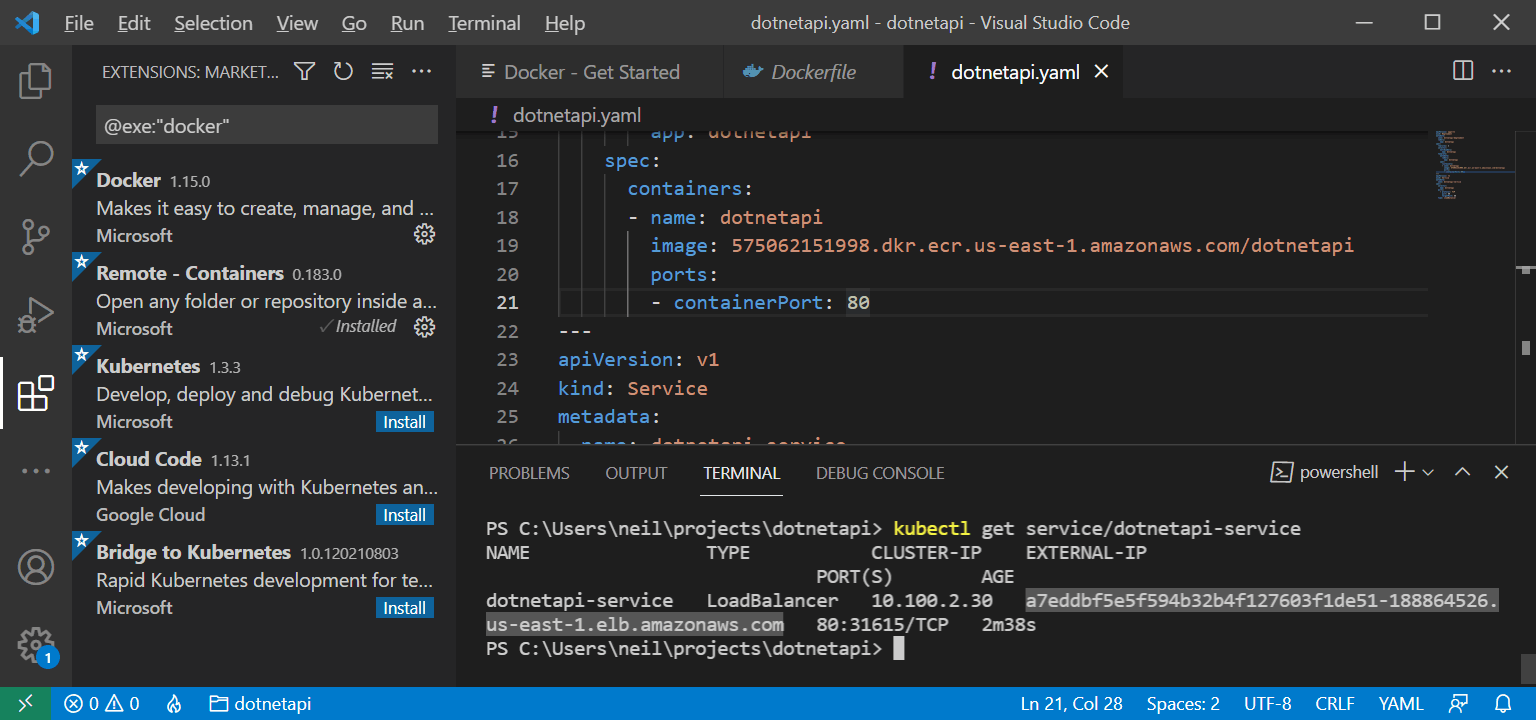 File Edit Selection View Go Run Terminal Help dotnetapi.yaml - dotnetapi - Visual Studio Code
EXTENSIONS: MARKET...
@exe:"docker"
Docker 1.15.0
Makes it easy to create, manage, and ...
Microsoft
Remote - Containers 0.183.0
Open any folder or repository inside a...
Microsoft ✓Installed
Kubernetes 1.3.3
Develop, deploy and debug Kubernet...
Microsoft Install
Cloud Code 1.13.1
Makes developing with Kubernetes an...
Google Cloud Install
Bridge to Kubernetes 1.0.120210803
Rapid Kubernetes development for te...
Microsoft Install
1
Docker - Get Started Dockerfile ! dotnetapi.yaml
! dotnetapi.yaml
15 app: dotnetapi
16 spec:
17 containers:
18 - name: dotnetapi
19 image: 575062151998.dkr.ecr.us-east-1.amazonaws.com/dotnetapi
20 ports:
21 - containerPort: 80
22 ---
23 apiVersion: v1
24 kind: Service
25 metadata:
26 name: dotnetapi-service
PROBLEMS OUTPUT TERMINAL DEBUG CONSOLE powershell
PS C:\Users\neil\projects\dotnetapi> kubectl get service/dotnetapi-service
NAME TYPE CLUSTER-IP EXTERNAL-IP
PORT(S) AGE
dotnetapi-service LoadBalancer 10.100.2.30 a7eddbf5e5f594b32b4f127603f1de51-188864526.
us-east-1.elb.amazonaws.com 80:31615/TCP 2m38s
PS C:\Users\neil\projects\dotnetapi>
0 0 dotnetapi Ln 21, Col 28 Spaces: 2 UTF-8 CRLF YAML